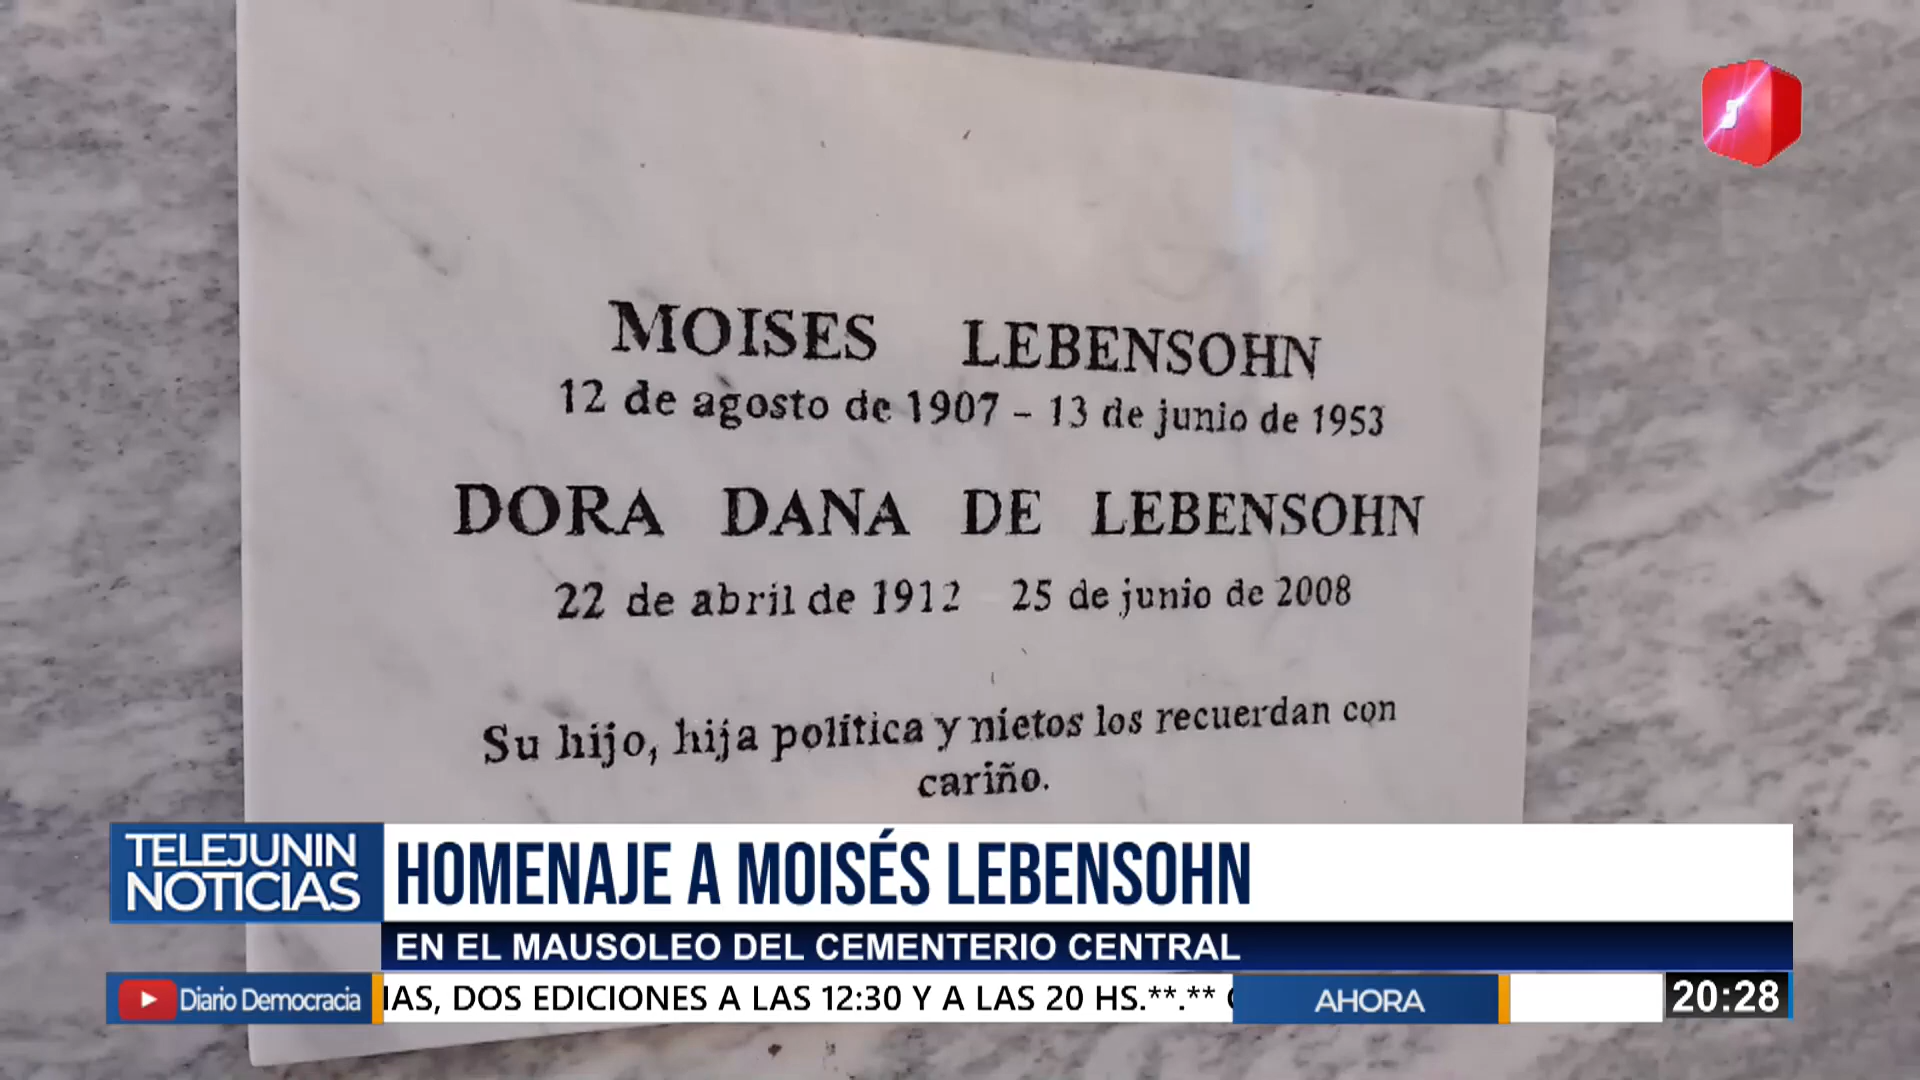 MOISES LEBENSOHN
12 de agosto de 1907 - 13 de junio de 1953
DORA DANA DE LEBENSOHN
22 de abril de 1912 25 de junio de 2008
Su hijo, hija política y nietos los recuerdan con
cariño.
TELEJUNIN
NOTICIAS
HOMENAJE A MOISÉS LEBENSOHN
EN EL MAUSOLEO DEL CEMENTERIO CENTRAL
Diario Democracia
DOS EDICIONES A LAS 12:30 Y A LAS 20 HS.**.**
AHORA
20:28